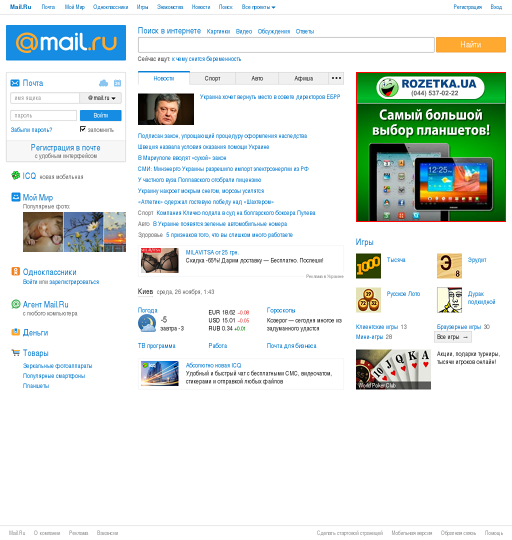 Mail.Ru Почта Мой Мир Одноклассники Игры Знакомства Новости Поиск Все проекты Регистрация Вход
@mail.ru
Поиск в интернете Картинки Видео Обсуждения Ответы
Найти
Сейчас ищут: к чему снится беременность
Почта
имя ящика @mail.ru
пароль Войти
Забыли пароль? запомнить
Регистрация в почте
с удобным интерфейсом
ICQ новая мобильная
Мой Мир
Популярные фото:
Одноклассники
Войти или зарегистрироваться
Агент Mail.Ru
с любого компьютера
Деньги
Товары
Зеркальные фотоаппараты
Популярные смартфоны
Планшеты
Новости Спорт Авто Афиша
Украина хочет вернуть место в совете директоров ЕБРР
Подписан закон, упрощающий процедуру оформления наследства
Швеция назвала условия оказания помощи Украине
В Мариуполе вводят «сухой» закон
СМИ: Минэнерго Украины разрешило импорт электроэнергии из РФ
У частного вуза Поплавского отобрали лицензию
Украину накроет мокрым снегом, морозы усилятся
«Атлетик» одержал гостевую победу над «Шахтером»
Спорт Компания Кличко подала в суд на болгарского боксера Пулева
Авто В Украине появятся зеленые автомобильные номера
Здоровье 5 признаков того, что вы слишком много работаете
MILAVITSA от 25 грн.
Скидка -65%! Дарим доставку — Бесплатно. Поспеши!
Реклама в Украине
Киев среда, 26 ноября, 1:43
Погода
-5
завтра -3
EUR 18.62 -0.08
USD 15.01 -0.05
RUB 0.34 +0.01
Гороскопы
Козерог — сегодня многое из задуманного удастся
ТВ программа Работа Почта для бизнеса
Абсолютно новая ICQ
Удобный и быстрый чат с бесплатными СМС, видеочатом,
стикерами и отправкой любых файлов
ROZETKA.UA
(044) 537-02-22
Самый большой
выбор планшетов!
Игры
Тысяча
1000
Эрудит
Русское Лото
Дурак
подкидной
Клиентские игры 13 Браузерные игры 30
Мини-игры 28 Все игры →
World Poker Club
Акции, подарки турниры,
тысячи игроков онлайн!
Mail.Ru О компании Реклама Вакансии Сделать стартовой страницей Мобильная версия Обратная связь Помощь